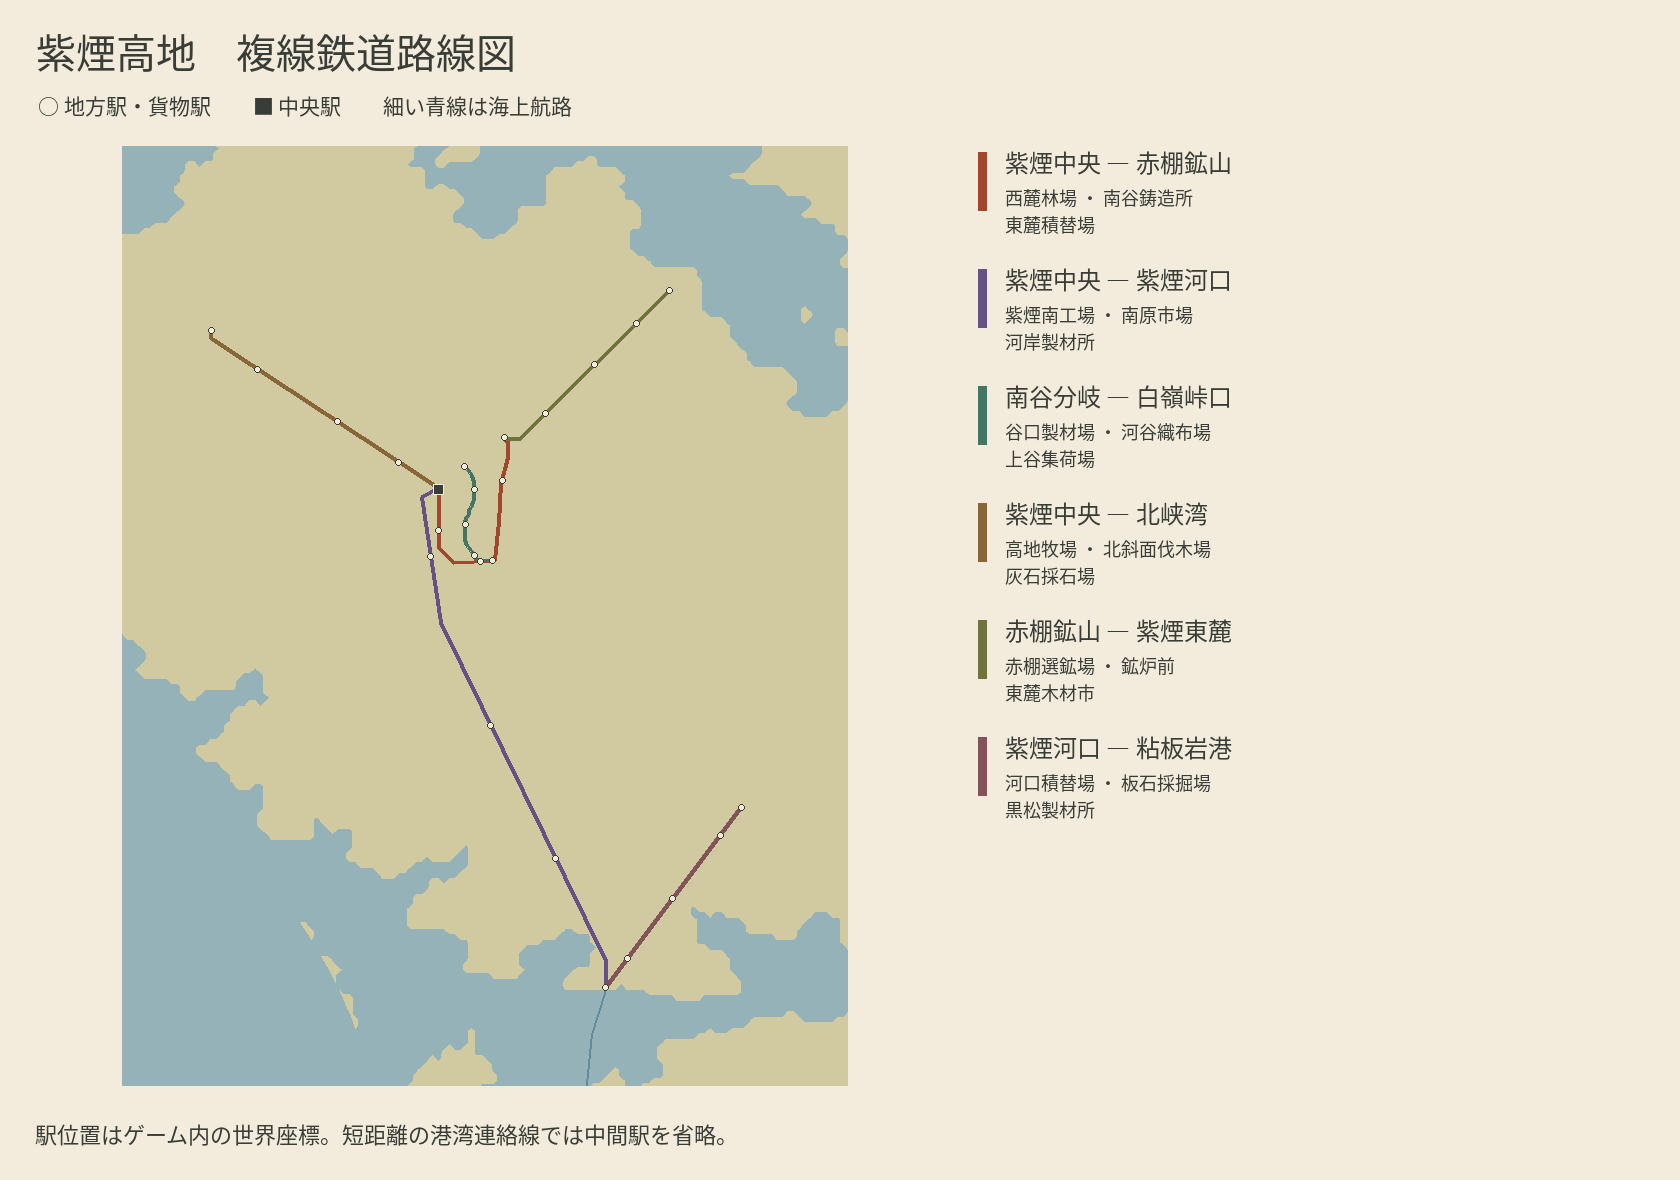 紫煙高地　複線鉄道路線図
○ 地方駅・貨物駅　■ 中央駅　細い青線は海上航路
紫煙中央 ― 赤棚鉱山
西麓林場 ・ 南谷鋳造所
東麓積替場
紫煙中央 ― 紫煙河口
紫煙南工場 ・ 南原市場
河岸製材所
南谷分岐 ― 白嶺峠口
谷口製材場 ・ 河谷織布場
上谷集荷場
紫煙中央 ― 北峡湾
高地牧場 ・ 北斜面伐木場
灰石採石場
赤棚鉱山 ― 紫煙東麓
赤棚選鉱場 ・ 鉱炉前
東麓木材市
紫煙河口 ― 粘板岩港
河口積替場 ・ 板石採掘場
黒松製材所
駅位置はゲーム内の世界座標。短距離の港湾連絡線では中間駅を省略。